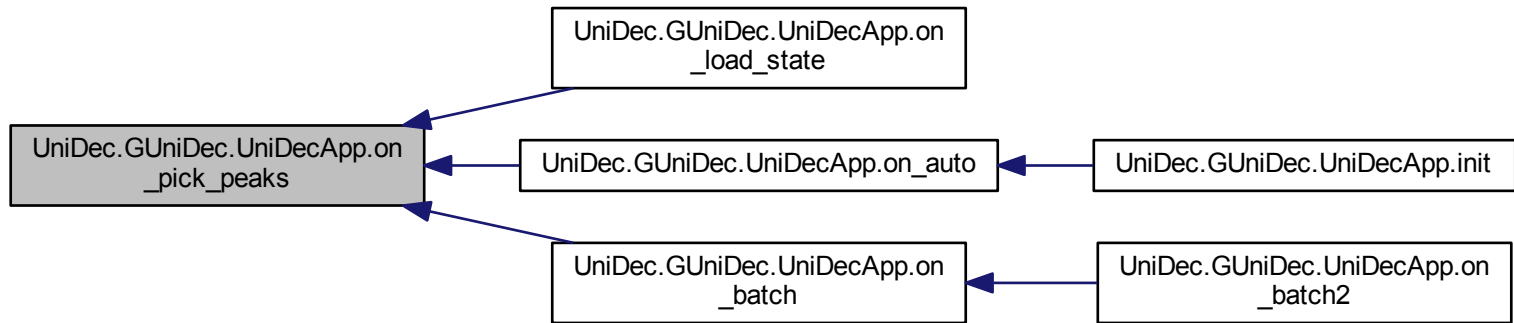 UniDec.GUniDec.UniDecApp.on
_load_state
UniDec.GUniDec.UniDecApp.on
_pick_peaks
UniDec.GUniDec.UniDecApp.on_auto
UniDec.GUniDec.UniDecApp.init
UniDec.GUniDec.UniDecApp.on
_batch
UniDec.GUniDec.UniDecApp.on
_batch2